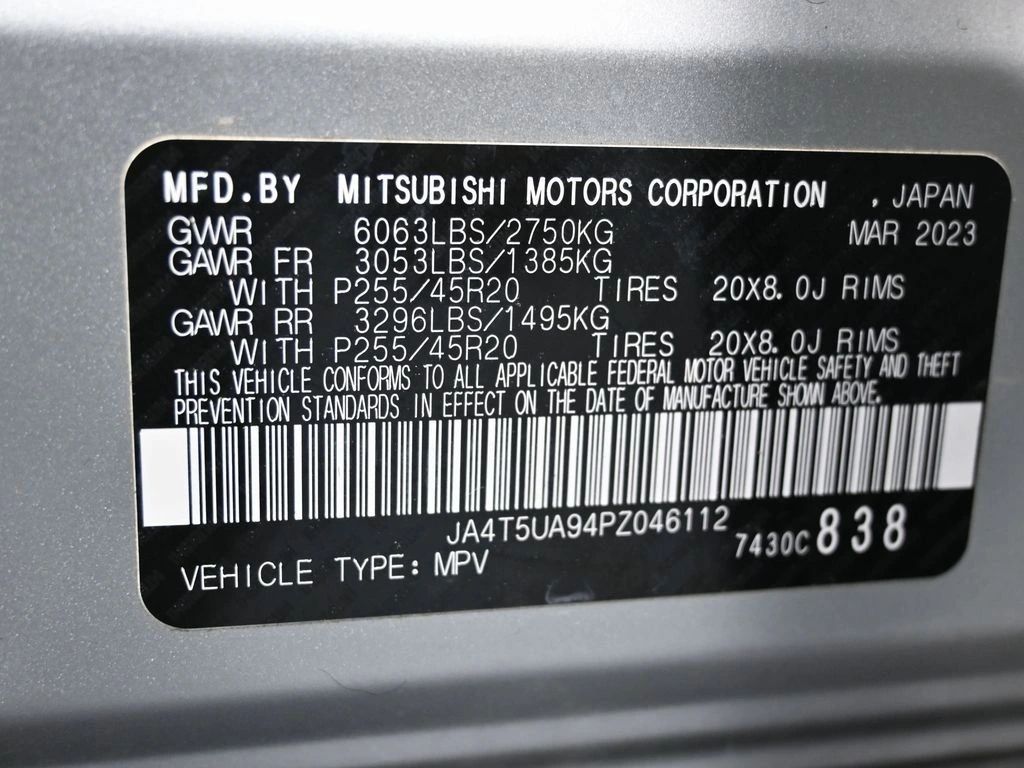 MFD.BY MITSUBISHI MOTORS CORPORATION , JAPAN
GVWR 6063LBS/2750KG MAR 2023
GAWR FR 3053LBS/1385KG
WITH P255/45R20 TIRES 20X8.0J RIMS
GAWR RR 3296LBS/1495KG
WITH P255/45R20 TIRES 20X8.0J RIMS
THIS VEHICLE CONFORMS TO ALL APPLICABLE FEDERAL MOTOR VEHICLE SAFETY AND THEFT
PREVENTION STANDARDS IN EFFECT ON THE DATE OF MANUFACTURE SHOWN ABOVE.
JA4T5UA94PZ046112 7430C 838
VEHICLE TYPE: MPV